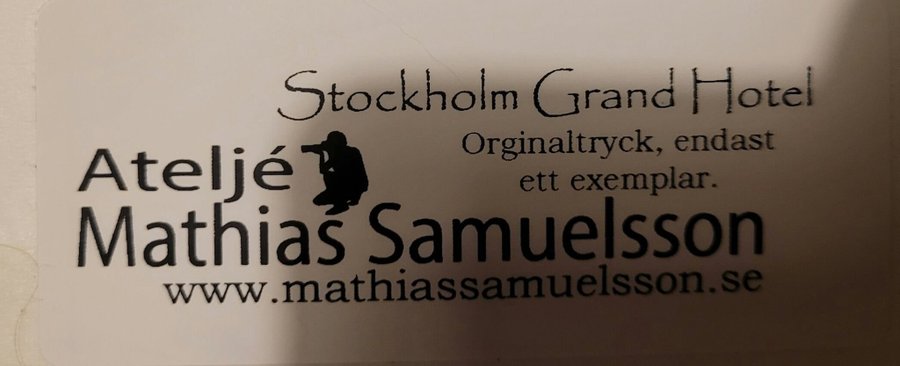 Stockholm Grand Hotel
Orginaltryck, endast
ett exemplar.
Ateljé
Mathias Samuelsson
www.mathiassamuelsson.se